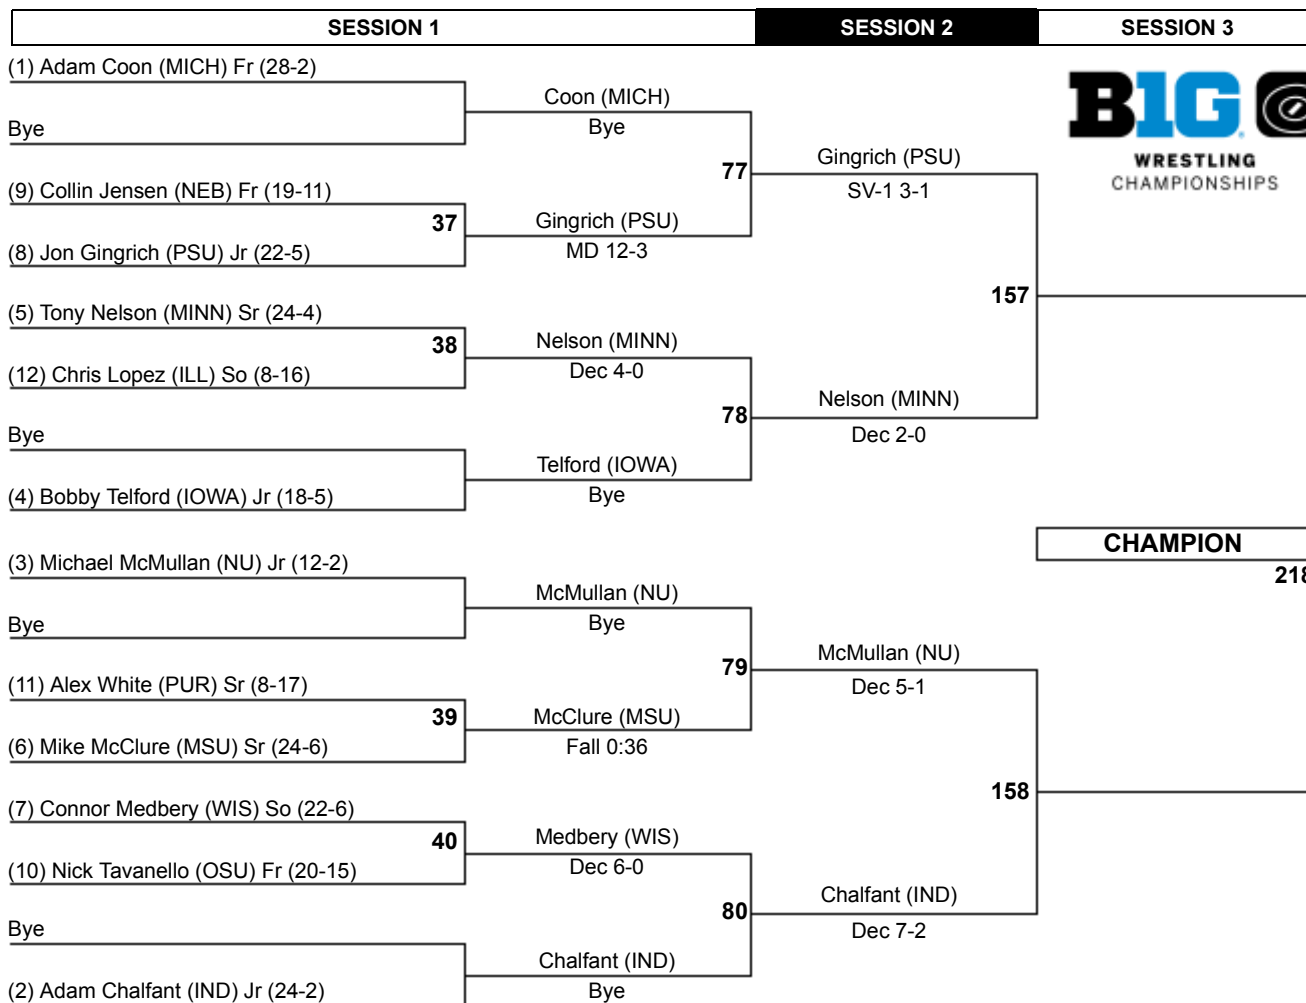 SESSION 1 SESSION 2 SESSION 3
(1) Adam Coon (MICH) Fr (28-2)
Bye
Coon (MICH)
Bye
(9) Collin Jensen (NEB) Fr (19-11)
37
(8) Jon Gingrich (PSU) Jr (22-5)
Gingrich (PSU)
MD 12-3
77
Gingrich (PSU)
SV-1 3-1
B1G
WRESTLING
CHAMPIONSHIPS
(5) Tony Nelson (MINN) Sr (24-4)
38
(12) Chris Lopez (ILL) So (8-16)
Nelson (MINN)
Dec 4-0
Bye
(4) Bobby Telford (IOWA) Jr (18-5)
Telford (IOWA)
Bye
78
Nelson (MINN)
Dec 2-0
157
CHAMPION
218
(3) Michael McMullan (NU) Jr (12-2)
Bye
McMullan (NU)
Bye
(11) Alex White (PUR) Sr (8-17)
39
(6) Mike McClure (MSU) Sr (24-6)
McClure (MSU)
Fall 0:36
79
McMullan (NU)
Dec 5-1
(7) Connor Medbery (WIS) So (22-6)
40
(10) Nick Tavanello (OSU) Fr (20-15)
Medbery (WIS)
Dec 6-0
Bye
(2) Adam Chalfant (IND) Jr (24-2)
Chalfant (IND)
Bye
80
Chalfant (IND)
Dec 7-2
158